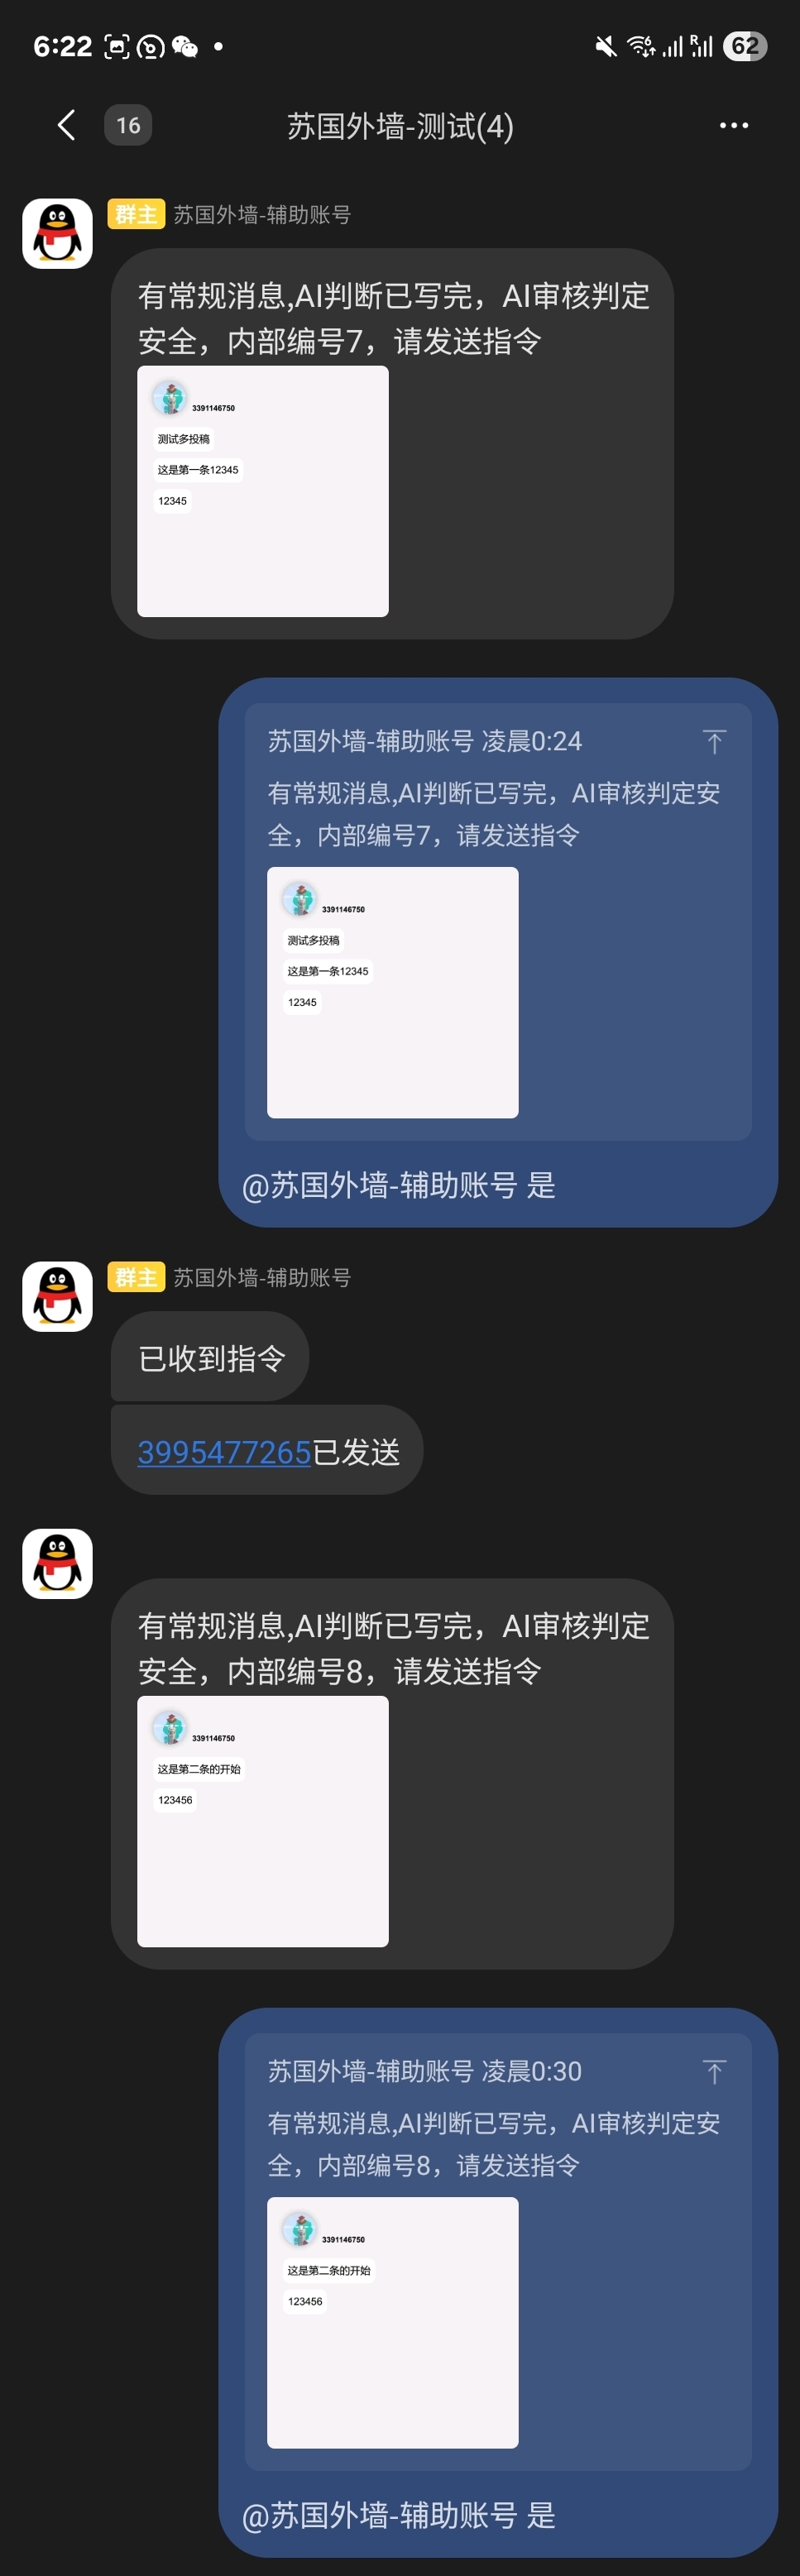 6:22
R
62
16
苏国外墙-测试(4)
群主 苏国外墙-辅助账号
有常规消息,AI判断已写完，AI审核判定
安全，内部编号7，请发送指令
3391146750
测试多投稿
这是第一条12345
12345
苏国外墙-辅助账号 凌晨0:24
有常规消息,AI判断已写完，AI审核判定安
全，内部编号7，请发送指令
3391146750
测试多投稿
这是第一条12345
12345
@苏国外墙-辅助账号 是
群主 苏国外墙-辅助账号
已收到指令
3995477265已发送
有常规消息,AI判断已写完，AI审核判定
安全，内部编号8，请发送指令
3391146750
这是第二条的开始
123456
苏国外墙-辅助账号 凌晨0:30
有常规消息,AI判断已写完，AI审核判定安
全，内部编号8，请发送指令
3391146750
这是第二条的开始
123456
@苏国外墙-辅助账号 是